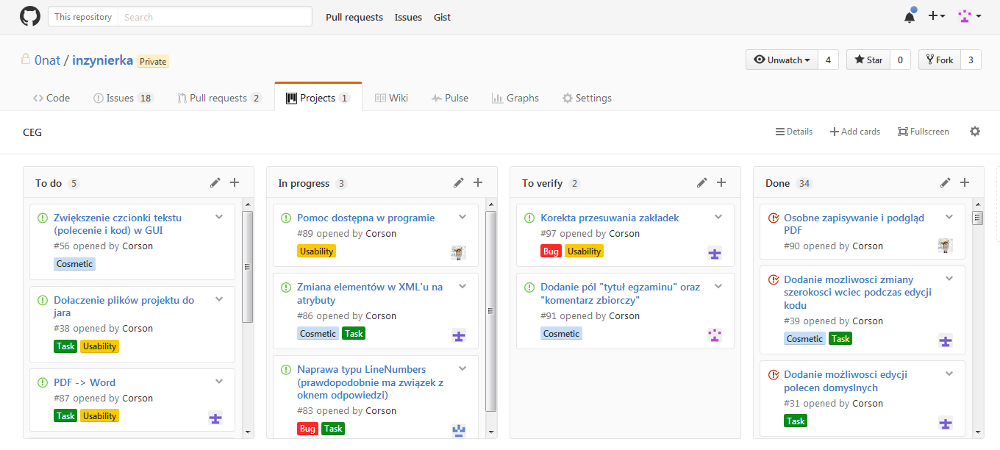 This repository Search Pull requests Issues Gist
0nat / inzynierka Private Unwatch 4 Star 0 Fork 3
Code Issues 18 Pull requests 2 Projects 1 Wiki Pulse Graphs Settings
CEG Details Add cards Fullscreen
To do 5
Zwiększenie czcionki tekstu
(polecenie i kod) w GUI
#56 opened by Corson
Cosmetic
Dołaczenie plików projektu do
jara
#38 opened by Corson
Task Usability
PDF -> Word
#87 opened by Corson
Task Usability
In progress 3
Pomoc dostępna w programie
#89 opened by Corson
Usability
Zmiana elementów w XML'u na
atrybuty
#86 opened by Corson
Cosmetic Task
Naprawa typu LineNumbers
(prawdopodobnie ma związek z
oknem odpowiedzi)
#83 opened by Corson
Bug Task
To verify 2
Korekta przesuwania zakładek
#97 opened by Corson
Bug Usability
Dodanie pól "tytuł egzaminu" oraz
"komentarz zbiorczy"
#91 opened by Corson
Cosmetic
Done 34
Osobne zapisywanie i podgląd
PDF
#90 opened by Corson
Dodanie mozliwosci zmiany
szerokosci wciec podczas edycji
kodu
#39 opened by Corson
Cosmetic Task
Dodanie możliwosci edycji
polecen domyslnych
#31 opened by Corson
Task